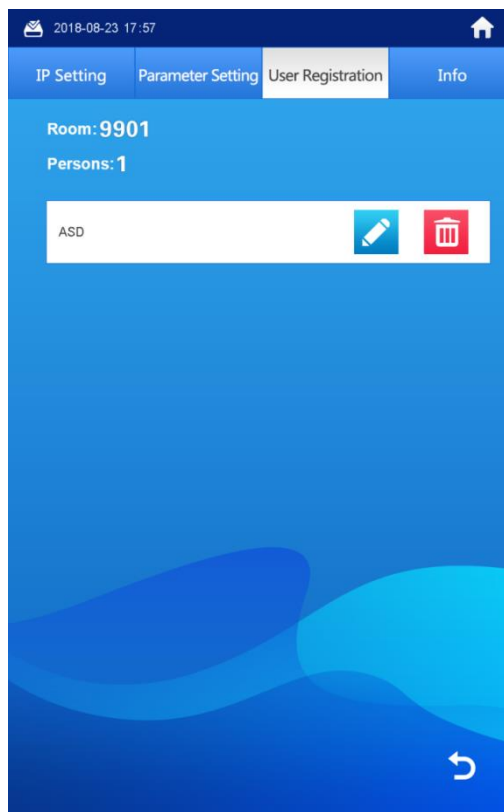 2018-08-23 17:57
IP Setting Parameter Setting User Registration Info
Room: 9901
Persons: 1
ASD